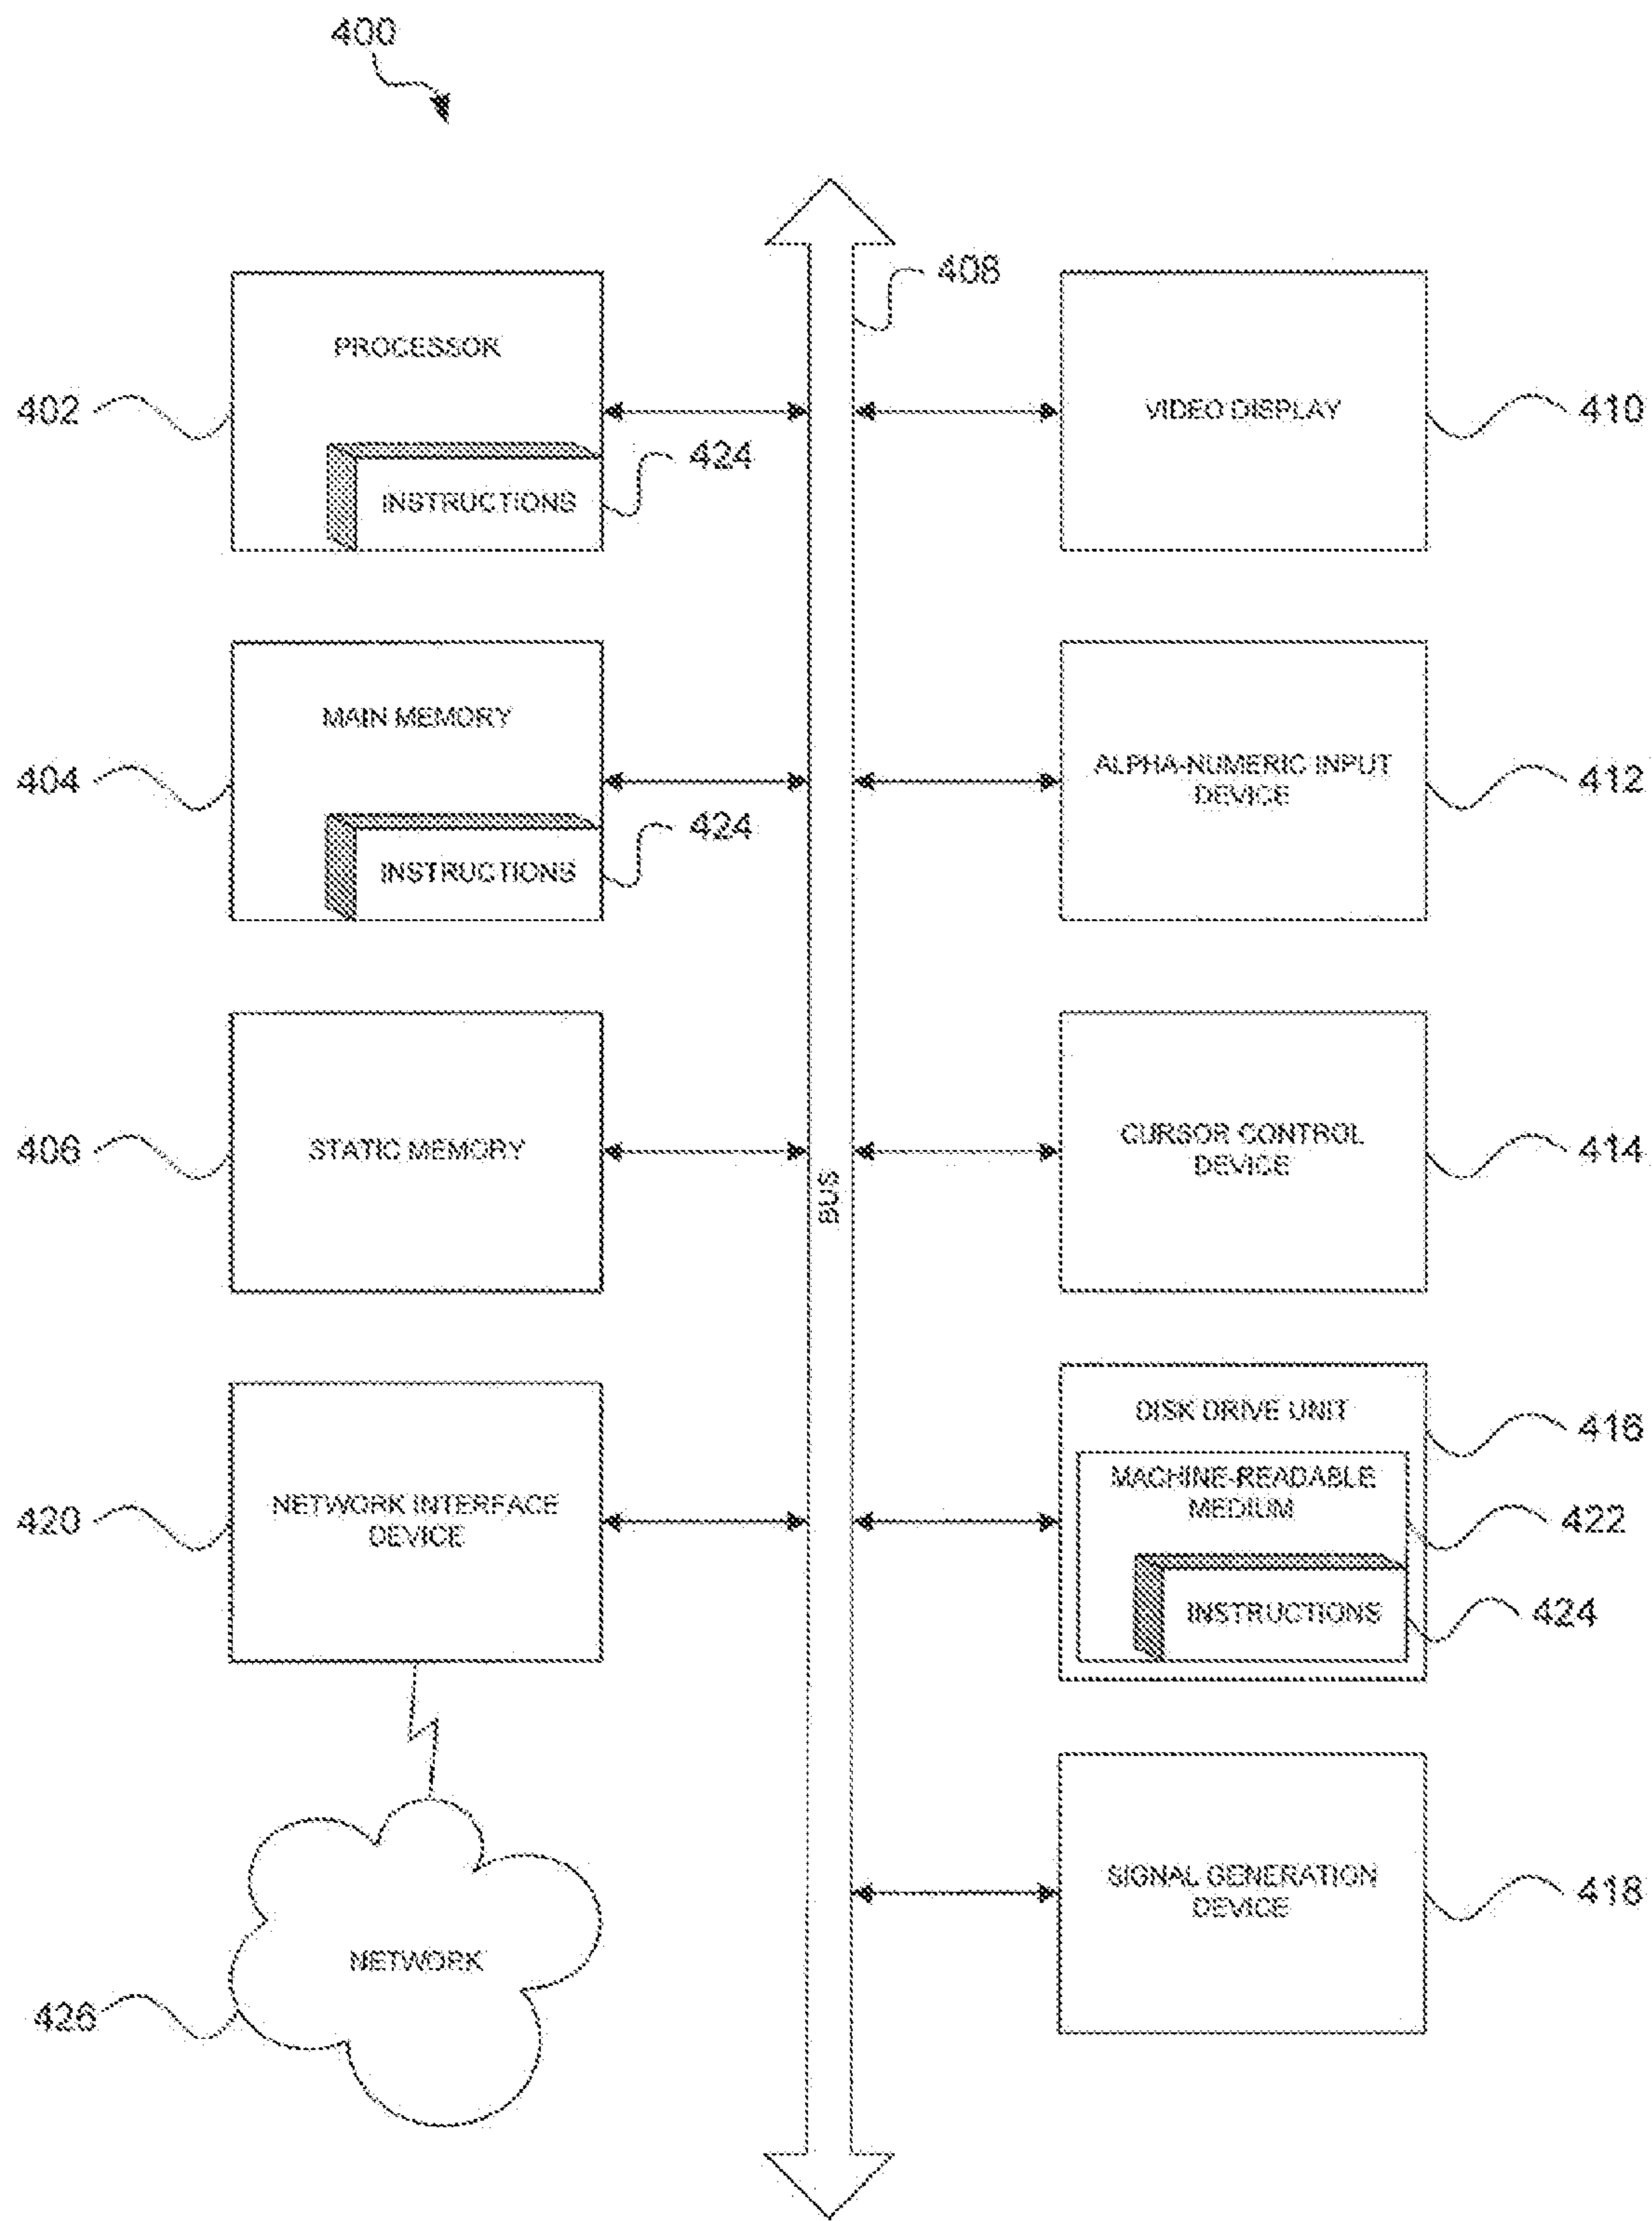 400
408
PROCESSOR
402
424
INSTRUCTIONS
VIDEO DISPLAY
410
MAIN MEMORY
404
424
INSTRUCTIONS
ALPHA-NUMERIC INPUT
DEVICE
412
STATIC MEMORY
406
BUS
CURSOR CONTROL
DEVICE
414
NETWORK INTERFACE
DEVICE
420
DISK DRIVE UNIT
416
MACHINE-READABLE
MEDIUM
422
INSTRUCTIONS
424
NETWORK
426
SIGNAL GENERATION
DEVICE
418